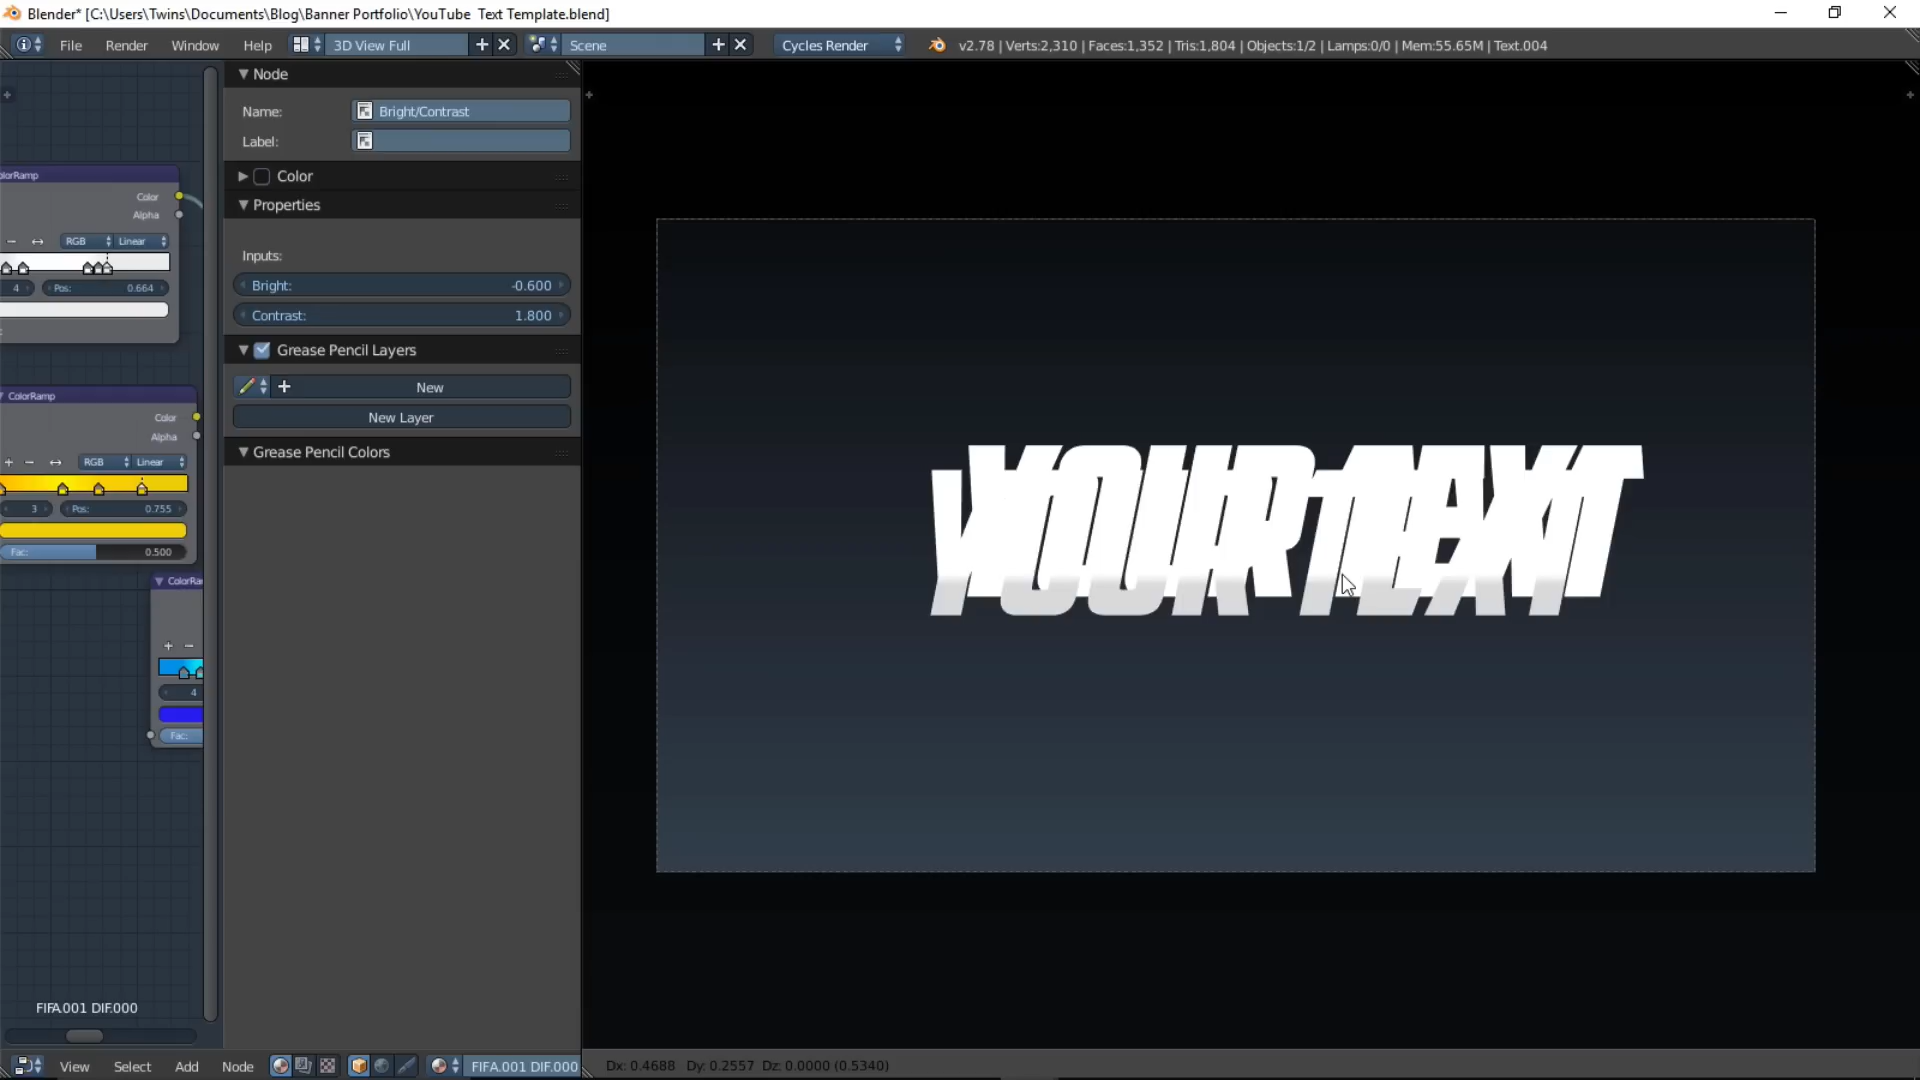 Blender* [C:\Users\Twins\Documents\Blog\Banner Portfolio\YouTube  Text Template.blend]
File Render Window Help 3D View Full Scene Cycles Render v2.78 | Verts:2,310 | Faces:1,352 | Tris:1,804 | Objects:1/2 | Lamps:0/0 | Mem:55.65M | Text.004
Node
Name: Bright/Contrast
Label:
Color
Properties
Inputs:
Bright: -0.600
Contrast: 1.800
Grease Pencil Layers
New
New Layer
Grease Pencil Colors
Color
Alpha
RGB Linear
4 Pos: 0.664
ColorRamp
Color
Alpha
RGB Linear
3 Pos: 0.755
Fac: 0.500
4
Fac:
YOUR TEXT
YOUR TEXT
FIFA.001 DIF.000
View Select Add Node FIFA.001 DIF.000 Dx: 0.4688 Dy: 0.2557 Dz: 0.0000 (0.5340)